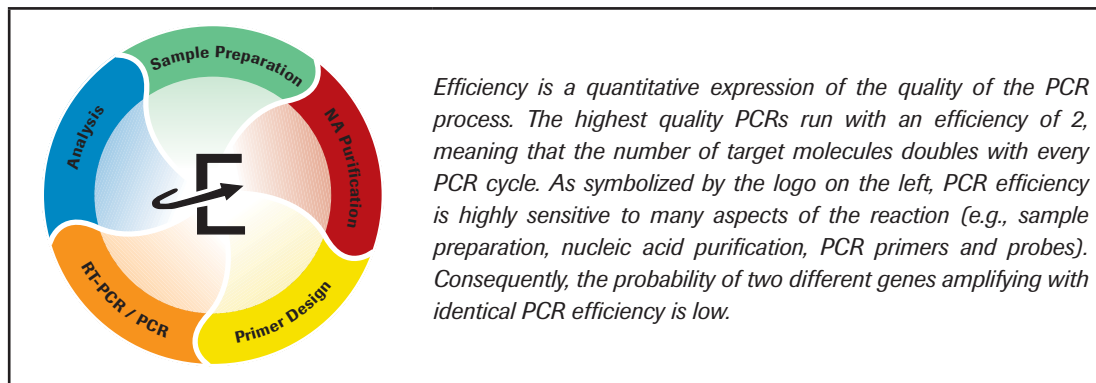 Sample Preparation
NA Purification
Primer Design
RT-PCR / PCR
Analysis
E
Efficiency is a quantitative expression of the quality of the PCR
process. The highest quality PCRs run with an efficiency of 2,
meaning that the number of target molecules doubles with every
PCR cycle. As symbolized by the logo on the left, PCR efficiency
is highly sensitive to many aspects of the reaction (e.g., sample
preparation, nucleic acid purification, PCR primers and probes).
Consequently, the probability of two different genes amplifying with
identical PCR efficiency is low.